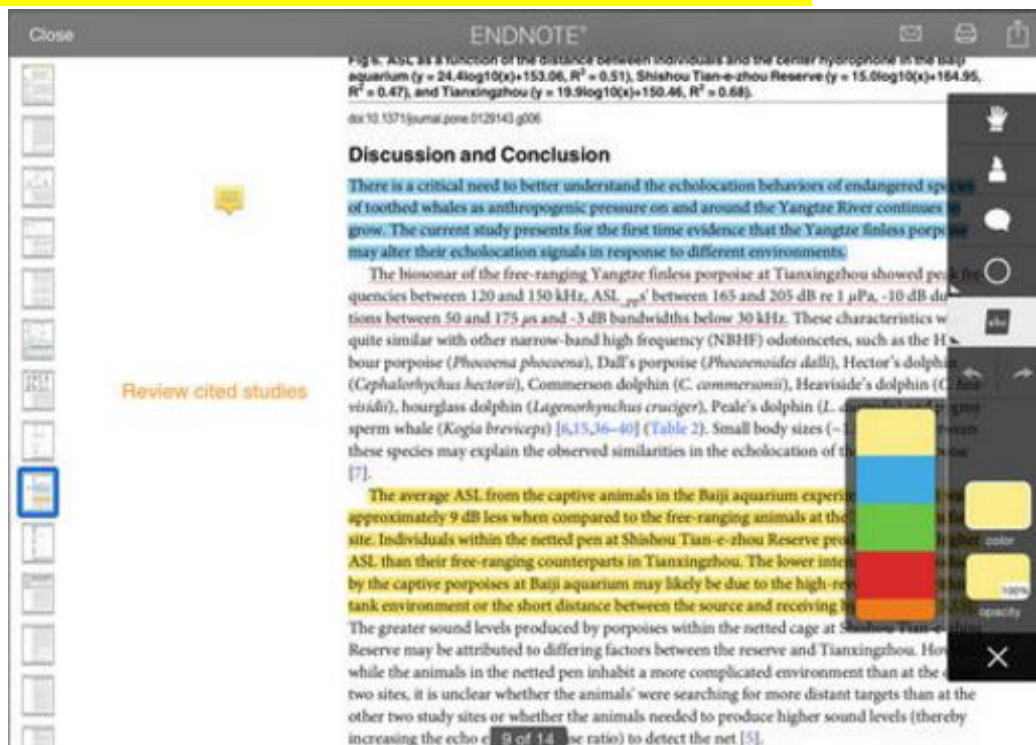 Close
ENDNOTE®
Fig 6. ASL as a function of the distance between individuals and the center hydrophone in the Baiji
aquarium (y = 24.4log10(x)+153.06, R² = 0.51), Shishou Tian-e-zhou Reserve (y = 15.0log10(x)+164.95,
R² = 0.47), and Tianxingzhou (y = 19.9log10(x)+150.46, R² = 0.68).
doi:10.1371/journal.pone.0129143.g006
Discussion and Conclusion
There is a critical need to better understand the echolocation behaviors of endangered species
of toothed whales as anthropogenic pressure on and around the Yangtze River continues to
grow. The current study presents for the first time evidence that the Yangtze finless porpoise
may alter their echolocation signals in response to different environments.
The biosonar of the free-ranging Yangtze finless porpoise at Tianxingzhou showed peak fre
quencies between 120 and 150 kHz, ASL pp s' between 165 and 205 dB re 1 μPa, -10 dB du
tions between 50 and 175 μs and -3 dB bandwidths below 30 kHz. These characteristics w
quite similar with other narrow-band high frequency (NBHF) odotoncetes, such as the H
bour porpoise (Phocoena phocoena), Dall's porpoise (Phocoenoides dalli), Hector's dolphin
(Cephalorhychus hectorii), Commerson dolphin (C. commersonii), Heaviside's dolphin (C
visidii), hourglass dolphin (Lagenorhynchus cruciger), Peale's dolphin (L.
sperm whale (Kogia breviceps) [6,15,36–40] (Table 2). Small body sizes
these species may explain the observed similarities in the echolocation of
[7].
Review cited studies
The average ASL from the captive animals in the Baiji aquarium
approximately 9 dB less when compared to the free-ranging animals at the
site. Individuals within the netted pen at Shishou Tian-e-zhou Reserve
ASL than their free-ranging counterparts in Tianxingzhou. The lower
by the captive porpoises at Baiji aquarium may likely be due to the
tank environment or the short distance between the source and receiving
The greater sound levels produced by porpoises within the netted cage at
Reserve may be attributed to differing factors between the reserve and Tianxingzhou.
while the animals in the netted pen inhabit a more complicated environment than at the
two sites, it is unclear whether the animals' were searching for more distant targets than at the
other two study sites or whether the animals needed to produce higher sound levels (thereby
increasing the echo se ratio) to detect the net [5].
9 of 14
abc
color
100%
opacity